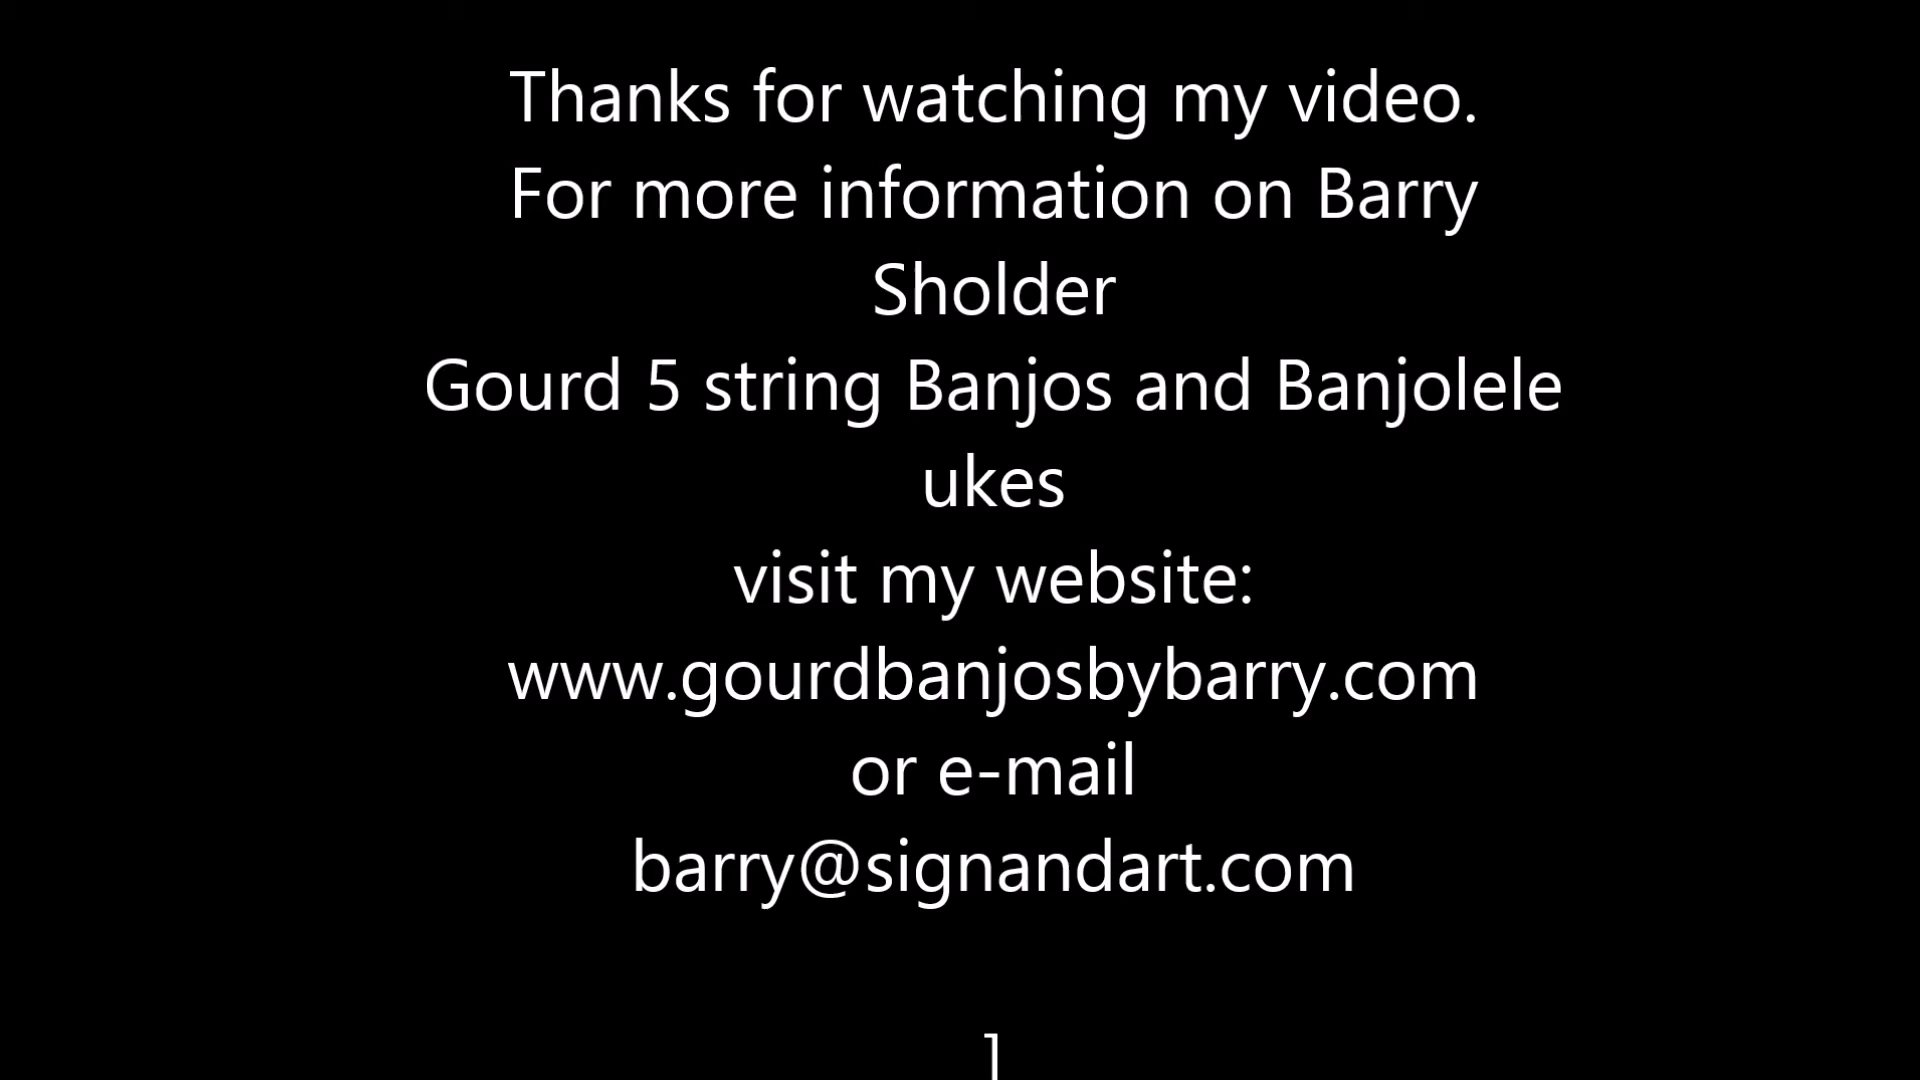 Thanks for watching my video.
For more information on Barry
Sholder
Gourd 5 string Banjos and Banjolele
ukes
visit my website:
www.gourdbanjosbybarry.com
or e-mail
barry@signandart.com
]